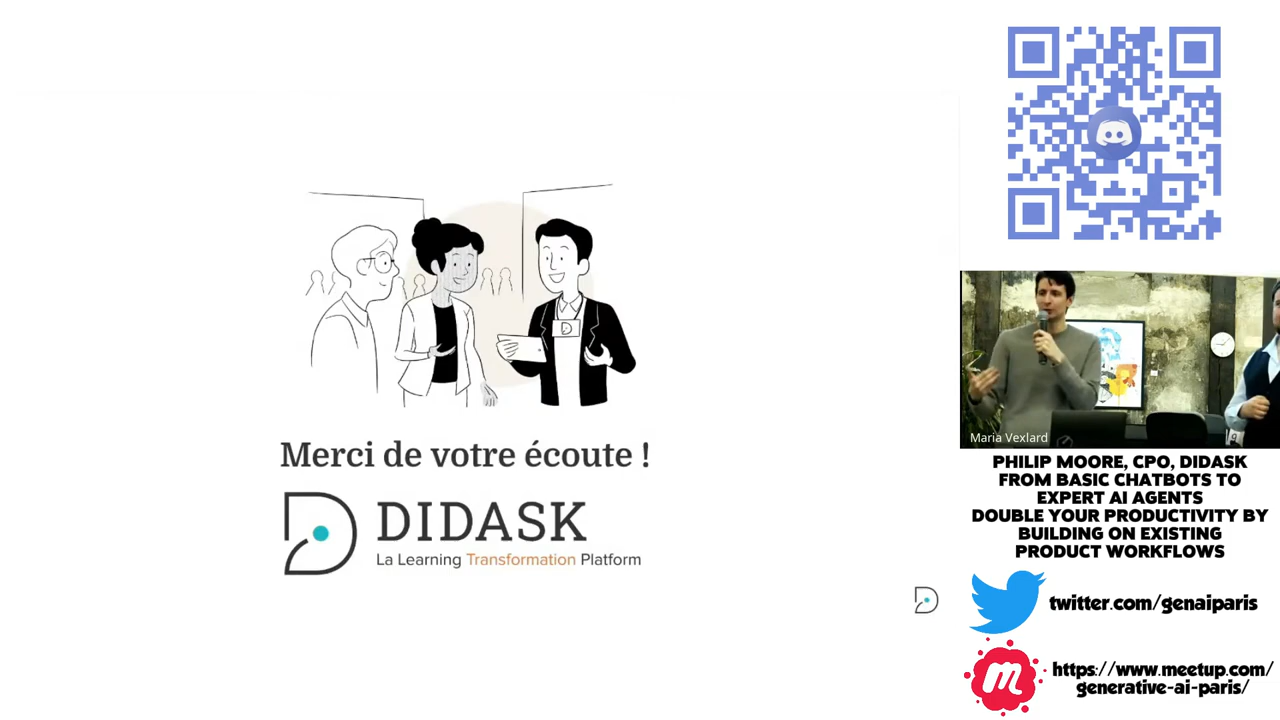 Merci de votre écoute !
DIDASK
La Learning Transformation Platform
Maria Vexlard
PHILIP MOORE, CPO, DIDASK
FROM BASIC CHATBOTS TO
EXPERT AI AGENTS
DOUBLE YOUR PRODUCTIVITY BY
BUILDING ON EXISTING
PRODUCT WORKFLOWS
twitter.com/genaiparis
https://www.meetup.com/
generative-ai-paris/